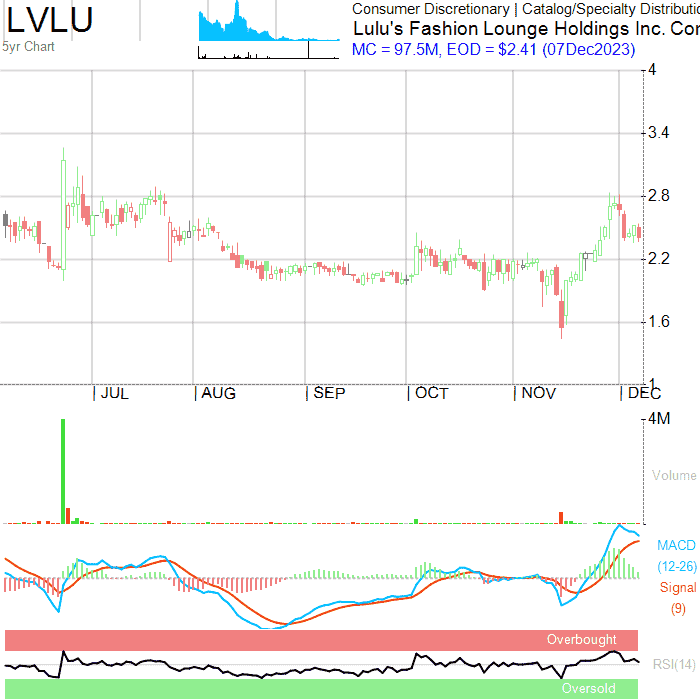 LVLU
5yr Chart
Consumer Discretionary | Catalog/Specialty Distributio
Lulu's Fashion Lounge Holdings Inc. Cor
MC = 97.5M, EOD = $2.41 (07Dec2023)
4
3.4
2.8
2.2
1.6
1
| JUL | AUG | SEP | OCT | NOV | DEC
4M
Volume
MACD
(12-26)
Signal
(9)
Overbought
RSI(14)
Oversold